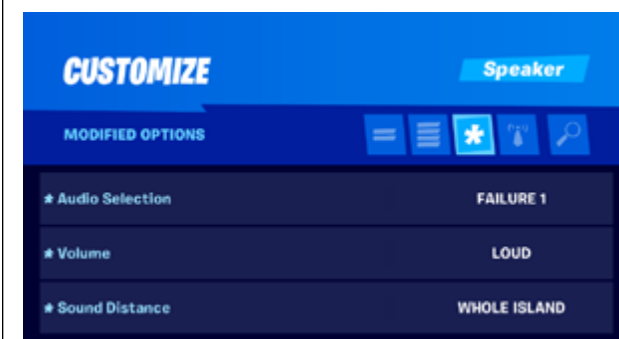 CUSTOMIZE
Speaker
MODIFIED OPTIONS
* Audio Selection FAILURE 1
* Volume LOUD
* Sound Distance WHOLE ISLAND